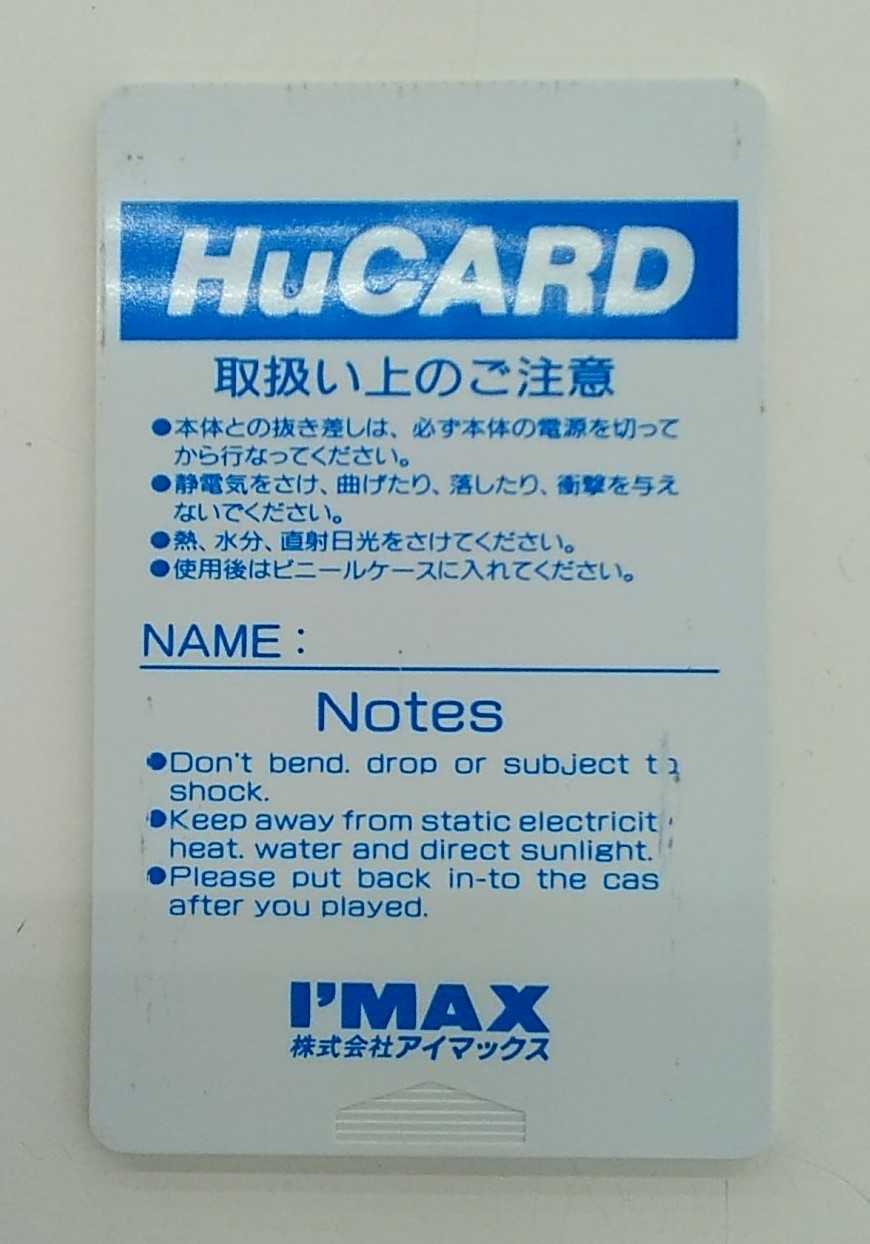 HuCARD
取扱い上のご注意
●本体との抜き差しは、必ず本体の電源を切って
から行なってください。
●静電気をさけ、曲げたり、落したり、衝撃を与え
ないでください。
●熱、水分、直射日光をさけてください。
●使用後はビニールケースに入れてください。
NAME:
Notes
●Don't bend. drop or subject to
shock.
●Keep away from static electricit
heat. water and direct sunlight.
●Please put back in-to the cas
after you played.
I'MAX
株式会社アイマックス